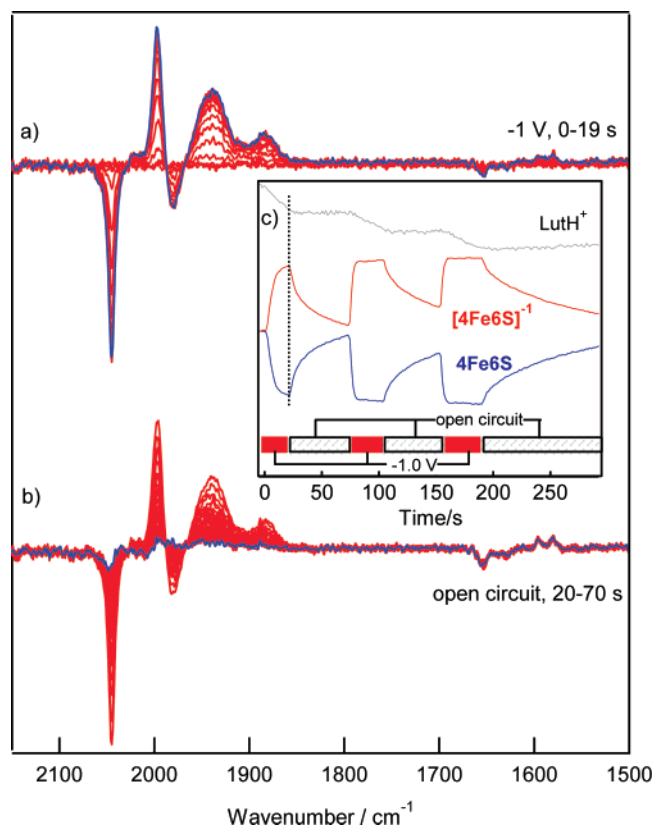 a)
-1 V, 0-19 s
c)
LutH⁺
[4Fe6S]⁻¹
4Fe6S
open circuit
-1.0 V
0 50 100 150 200 250
Time/s
b)
open circuit, 20-70 s
2100 2000 1900 1800 1700 1600 1500
Wavenumber / cm⁻¹